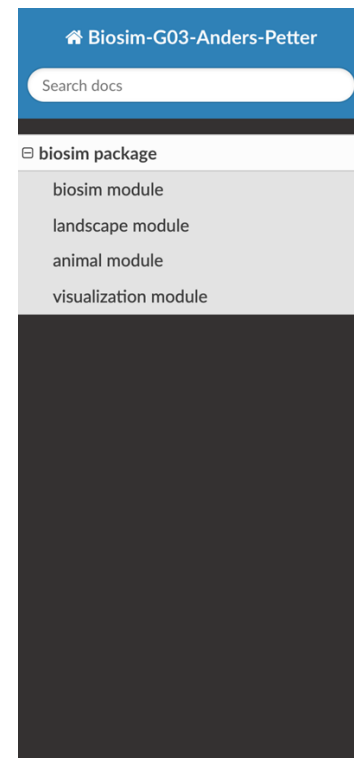 Biosim-G03-Anders-Petter
Search docs
biosim package
biosim module
landscape module
animal module
visualization module